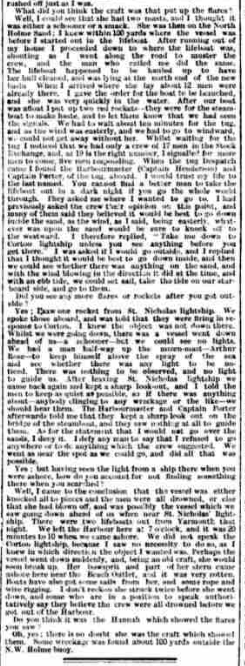 rushed off just as I was.
What did you think the craft was that put up the flares?
Well, I could see that she had two masts, and I thought it
was either a schooner or a smack. She was then on the North
Holme Sand; I knew within 100 yards where the vessel was
before I started out in the lifeboat. After running out of
my house I proceeded down to where the lifeboat was,
shouting as I went along the road to muster the
crew, and the man who called me did the same.
The lifeboat happened to be hauled up to have
her hull cleaned, and was lying at the south end of the new
basin. When I arrived where she lay about 12 men were
already there. I gave the order for the boat to be launched,
and she was very quickly in the water. After our boat
was afloat I put up two red rockets—they were for the steam-
boat to make haste, and to let them know that we had seen
the signals. We had to wait about ten minutes for the tug,
and as the wind was easterly, and we had to go to windward,
we could not get away without her. Whilst waiting for the
tug I noticed that we had only a crew of 17 men in the Stock
Exchange, and, as 19 is the right number, I signalled for more
men to come, five more responding. When the tug Despatch
came I found the Harbourmaster (Captain Henderson) and
Captain Porter, of the tug, aboard. I would trust my life to
the last named. You cannot find a better man to take the
lifeboat out in a dark night if you go the whole world
through. They asked me where I wanted to go to. I had
previously asked the crew their opinion on this point, and
many of them said they believed it would be best to go down
inside the sand, as the wind, as I said, being easterly, what-
ever was upon the sand would be sure to knock off to
the westward. I therefore replied, "Take me down to
Corton lightship unless you see anything before you
get there." I was asked if I would go outside, and I replied
that I thought it would be best to go down inside, and then
we could see whether there was anything on the sand, and
with the wind blowing in the direction it did at the time, and
with an ebb tide, we could set sail, take the tide on our star-
board side, and go to them.
Did you see any more flares or rockets after you got out-
side?
Yes; I saw one rocket from St. Nicholas lightship. We
spoke those aboard, and was told that they were firing in re-
sponse to Corton. I knew the object was not down there.
Whilst we were going down, there was a vessel went down
ahead of us—a schooner—but we could see no lights.
We had a man half-way up the
to keep himself above the spray of the sea
and see whether there was any light to be no-
ticed. There was nothing to be observed, and no light
to guide us. After leaving St. Nicholas lightship we
came back again and kept a sharp look-out, and I told the
men to keep as quiet as possible, so if there was anything
about—anybody clinging to any wreckage or the like—we
should hear them. The Harbourmaster and Captain Porter
afterwards told me that they kept a sharp look out on the
bridge of the steamboat, and they saw nothing at all to guide
them. As for the statement that I would not go over the
sands, I deny it. I defy any man to say that I refused to go
anywhere or to do anything which the crew suggested. We
went as near the spot as we could go, and did all that was
possible.
Yes; but having seen the light from a ship there when you
were ashore, how do you account for not finding something
there when you searched?
Well, I came to the conclusion that the vessel was either
knocked all to pieces and the men were all drowned, or else
that she had blown off, and was possibly the vessel which we
saw going down ahead of us when near St. Nicholas' light-
ship. There were two lifeboats out from Yarmouth that
night. We left the Harbour here at 7 o'clock, and it was 20
minutes to 10 when we came ashore. We did not speak the
Corton lightship, because I saw no necessity to do so, as I
knew in which direction the object I wanted was. Perhaps the
vessel went down suddenly, and, being an old craft, she would
soon break up. Her bowsprit and part of her stern came
ashore here near the Beach Outlet, and it was very rotten.
Boats have also got some sails from her, and some rope and
wire rigging. I don't reckon she struck twice before she went
down, and some who are in a position to speak authori-
tatively say they believe the crew were all drowned before we
got out of the Harbour.
Do you think it was the Hannah which showed the flares
you saw?
Oh, yes; there is no doubt she was the craft which showed
them. Some wreckage was found about 100 yards outside the
N.W. Holme buoy.